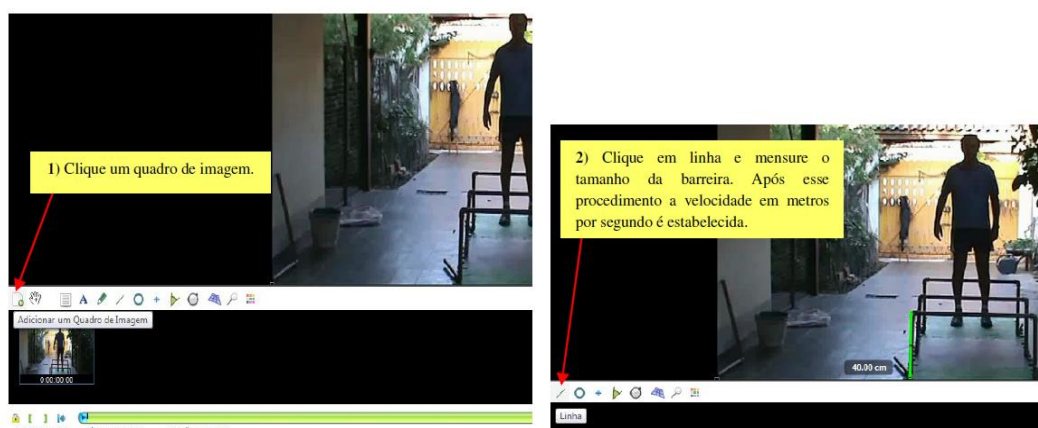 1) Clique um quadro de imagem.
Adicionar um Quadro de Imagem
0:00:00:00
2) Clique em linha e mensure o
tamanho da barreira. Após esse
procedimento a velocidade em metros
por segundo é estabelecida.
40.00 cm
Linha